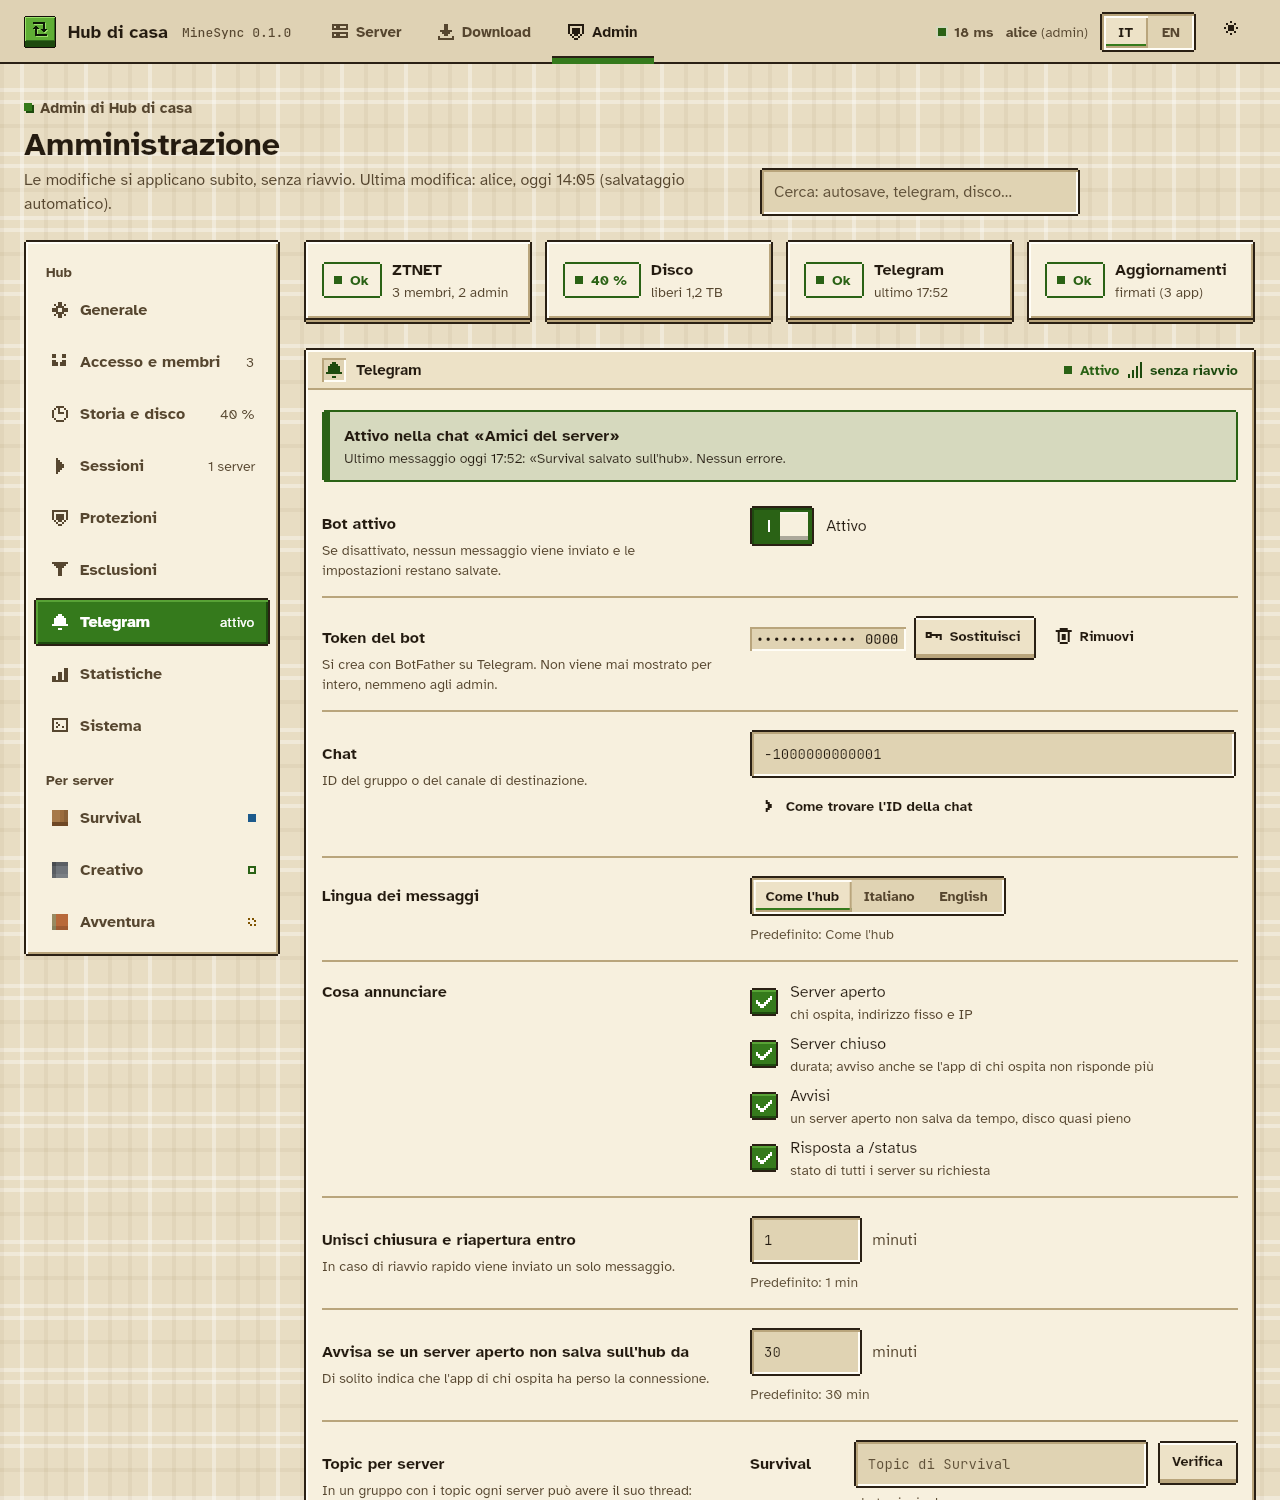 Hub di casa MineSync 0.1.0 Server Download Admin 18 ms alice (admin) IT EN
Admin di Hub di casa
Amministrazione
Le modifiche si applicano subito, senza riavvio. Ultima modifica: alice, oggi 14:05 (salvataggio
automatico).
Cerca: autosave, telegram, disco...
Hub
Generale
Accesso e membri 3
Storia e disco 40 %
Sessioni 1 server
Protezioni
Esclusioni
Telegram attivo
Statistiche
Sistema
Per server
Survival
Creativo
Avventura
Ok ZTNET
3 membri, 2 admin
40 % Disco
liberi 1,2 TB
Ok Telegram
ultimo 17:52
Ok Aggiornamenti
firmati (3 app)
Telegram Attivo senza riavvio
Attivo nella chat «Amici del server»
Ultimo messaggio oggi 17:52: «Survival salvato sull'hub». Nessun errore.
Bot attivo
Se disattivato, nessun messaggio viene inviato e le
impostazioni restano salvate.
Attivo
Token del bot
Si crea con BotFather su Telegram. Non viene mai mostrato per
intero, nemmeno agli admin.
•••••••••••• 0000 Sostituisci Rimuovi
Chat
ID del gruppo o del canale di destinazione.
-1000000000001
Come trovare l'ID della chat
Lingua dei messaggi
Come l'hub Italiano English
Predefinito: Come l'hub
Cosa annunciare
Server aperto
chi ospita, indirizzo fisso e IP
Server chiuso
durata; avviso anche se l'app di chi ospita non risponde più
Avvisi
un server aperto non salva da tempo, disco quasi pieno
Risposta a /status
stato di tutti i server su richiesta
Unisci chiusura e riapertura entro
In caso di riavvio rapido viene inviato un solo messaggio.
1 minuti
Predefinito: 1 min
Avvisa se un server aperto non salva sull'hub da
Di solito indica che l'app di chi ospita ha perso la connessione.
30 minuti
Predefinito: 30 min
Topic per server
In un gruppo con i topic ogni server può avere il suo thread:
Survival Topic di Survival Verifica